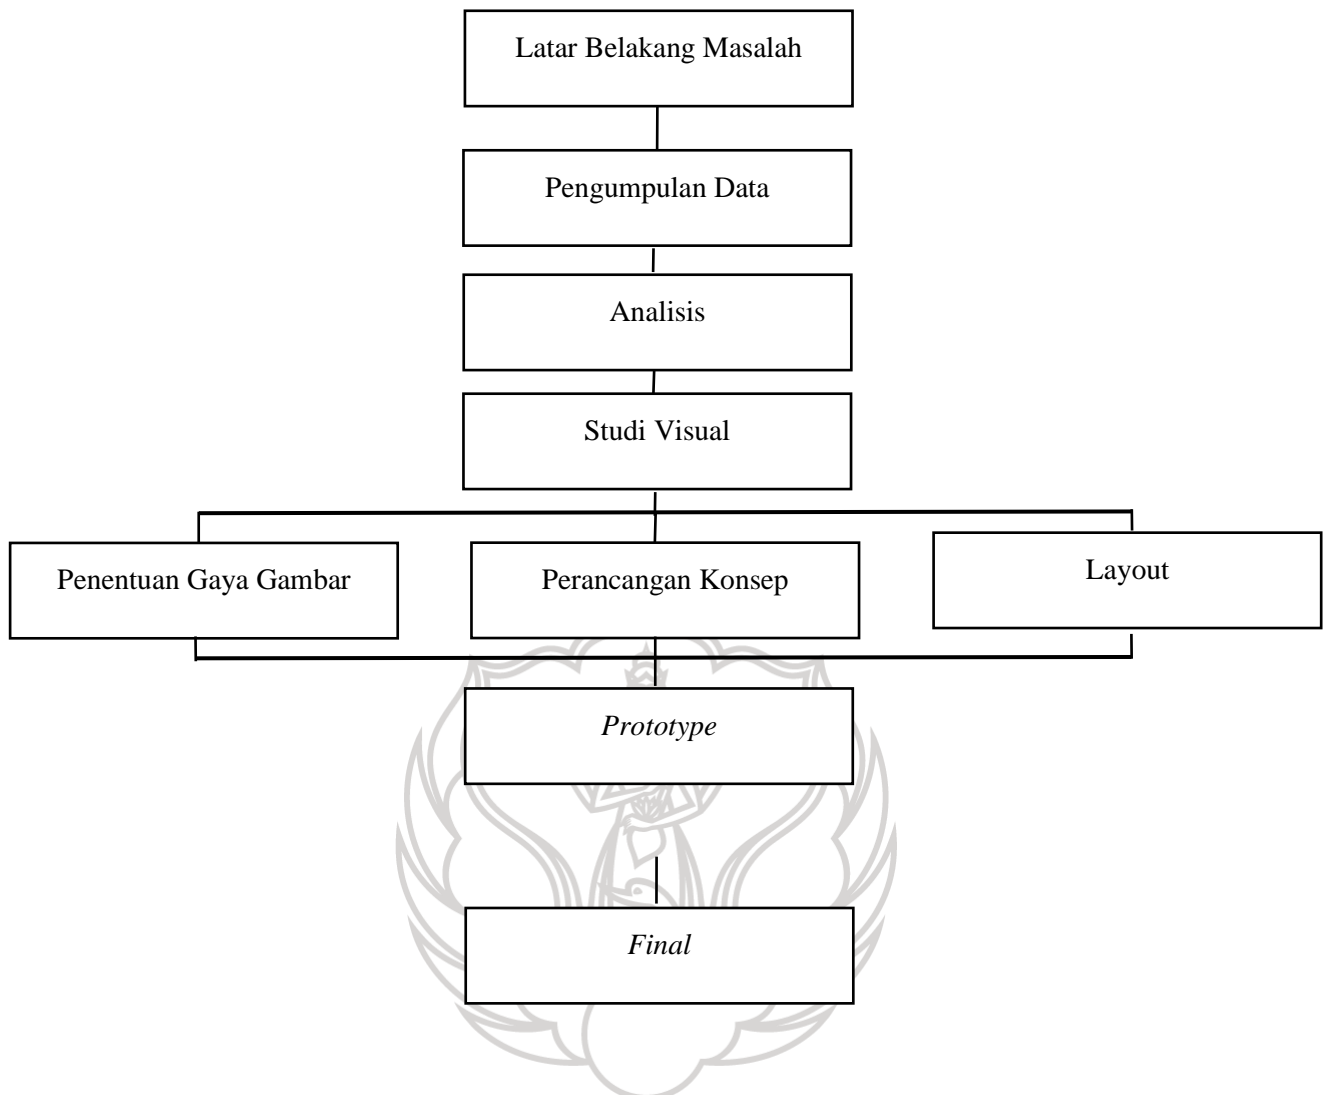 Latar Belakang Masalah
Pengumpulan Data
Analisis
Studi Visual
Penentuan Gaya Gambar
Perancangan Konsep
Layout
Prototype
Final